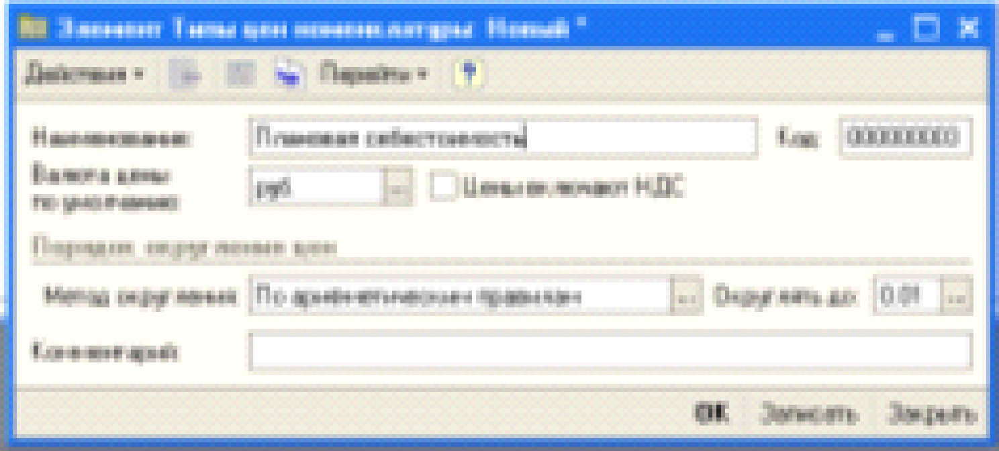 Элемент Типы цен номенклатуры: Новый *
Действия Перейти ?
Наименование: Плановая себестоимость Код:
Валюта цены по умолчанию: руб. ... Цены включают НДС
Порядок округления цен
Метод округления: По арифметическим правилам ... Округлять до: 0.01 ...
Комментарий:
OK Записать Закрыть